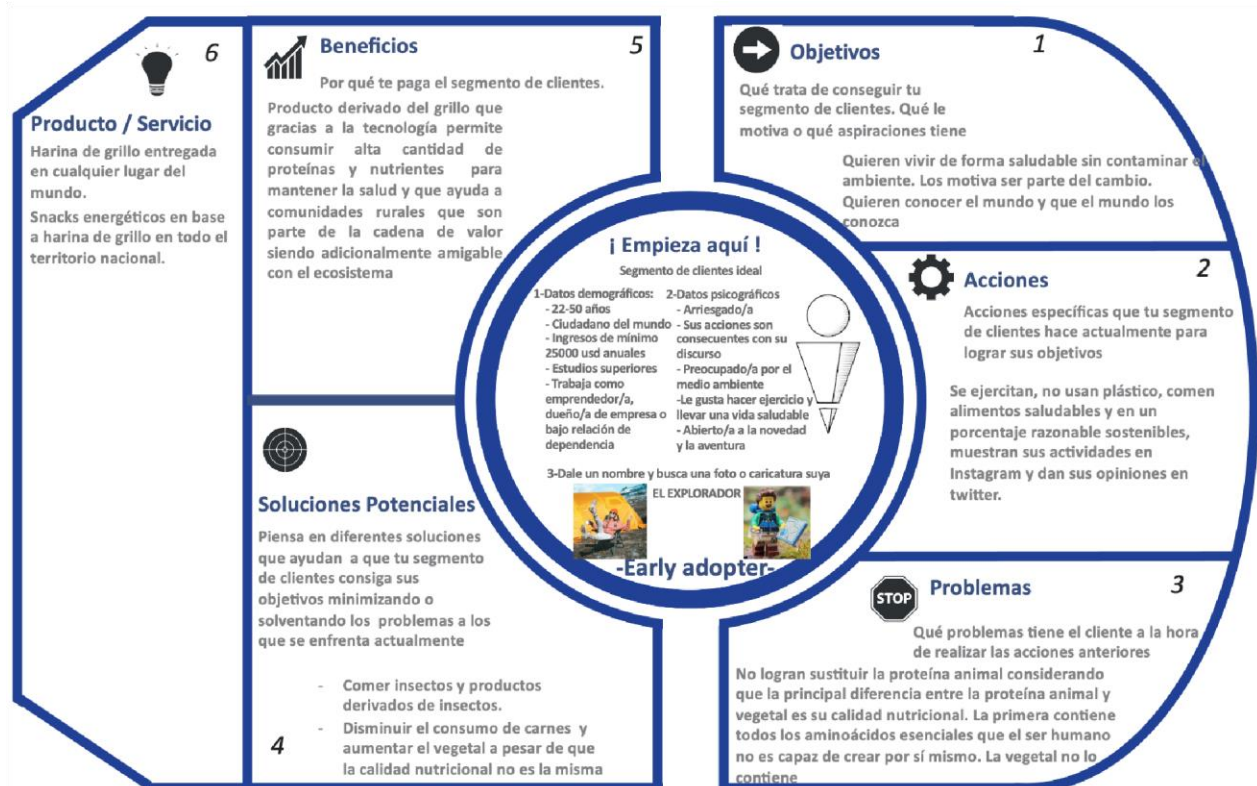 ¡ Empieza aquí !
Segmento de clientes ideal
1-Datos demográficos:
- 22-50 años
- Ciudadano del mundo
- Ingresos de mínimo
25000 usd anuales
- Estudios superiores
- Trabaja como
emprendedor/a,
dueño/a de empresa o
bajo relación de
dependencia
2-Datos psicográficos
- Arriesgado/a
- Sus acciones son
consecuentes con su
discurso
- Preocupado/a por el
medio ambiente
-Le gusta hacer ejercicio y
llevar una vida saludable
- Abierto/a a la novedad
y la aventura
3-Dale un nombre y busca una foto o caricatura suya
EL EXPLORADOR
-Early adopter-
1
Objetivos
Qué trata de conseguir tu
segmento de clientes. Qué le
motiva o qué aspiraciones tiene
Quieren vivir de forma saludable sin contaminar el
ambiente. Los motiva ser parte del cambio.
Quieren conocer el mundo y que el mundo los
conozca
2
Acciones
Acciones específicas que tu segmento
de clientes hace actualmente para
lograr sus objetivos
Se ejercitan, no usan plástico, comen
alimentos saludables y en un
porcentaje razonable sostenibles,
muestran sus actividades en
Instagram y dan sus opiniones en
twitter.
3
STOP
Problemas
Qué problemas tiene el cliente a la hora
de realizar las acciones anteriores
No logran sustituir la proteína animal considerando
que la principal diferencia entre la proteína animal y
vegetal es su calidad nutricional. La primera contiene
todos los aminoácidos esenciales que el ser humano
no es capaz de crear por sí mismo. La vegetal no lo
contiene
Soluciones Potenciales
Piensa en diferentes soluciones
que ayudan a que tu segmento
de clientes consiga sus
objetivos minimizando o
solventando los problemas a los
que se enfrenta actualmente
- Comer insectos y productos
derivados de insectos.
- Disminuir el consumo de carnes y
aumentar el vegetal a pesar de que
la calidad nutricional no es la misma
4
Beneficios
5
Por qué te paga el segmento de clientes.
Producto derivado del grillo que
gracias a la tecnología permite
consumir alta cantidad de
proteínas y nutrientes para
mantener la salud y que ayuda a
comunidades rurales que son
parte de la cadena de valor
siendo adicionalmente amigable
con el ecosistema
6
Producto / Servicio
Harina de grillo entregada
en cualquier lugar del
mundo.
Snacks energéticos en base
a harina de grillo en todo el
territorio nacional.